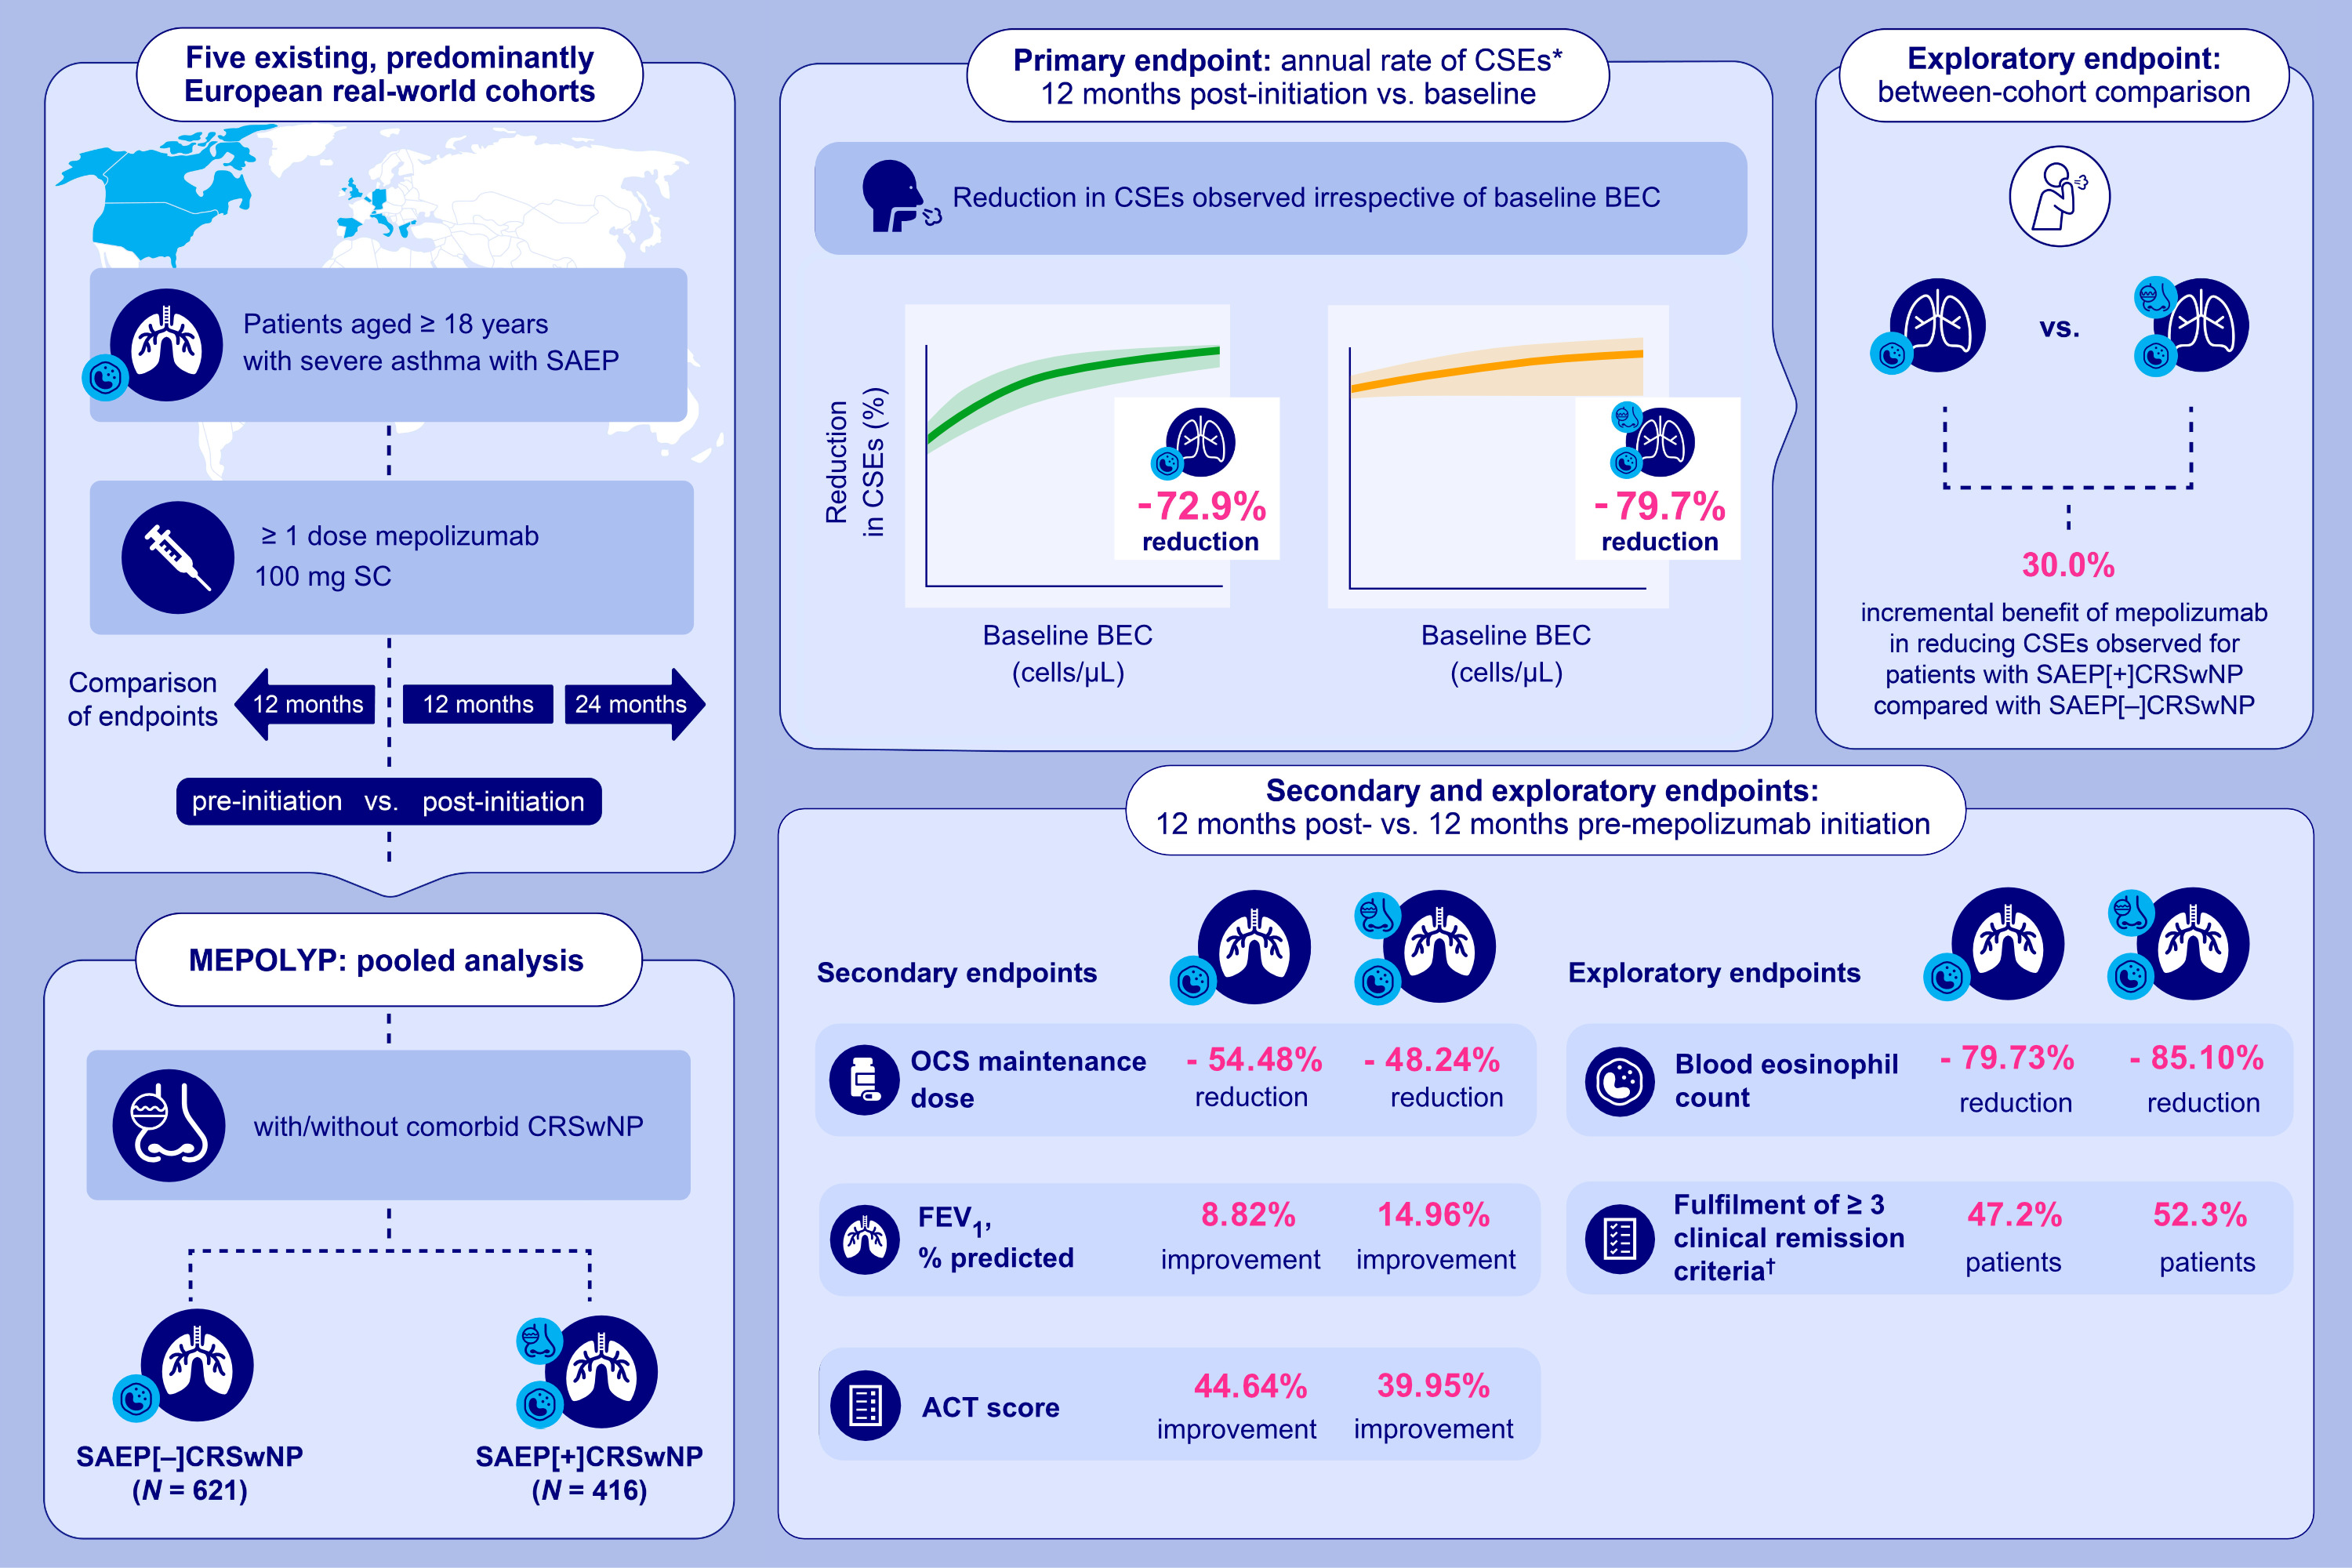 Five existing, predominantly
European real-world cohorts
Patients aged ≥ 18 years
with severe asthma with SAEP
≥ 1 dose mepolizumab
100 mg SC
Comparison
of endpoints
12 months
12 months
24 months
pre-initiation vs. post-initiation
MEPOLYP: pooled analysis
with/without comorbid CRSwNP
SAEP[–]CRSwNP
(N = 621)
SAEP[+]CRSwNP
(N = 416)
Primary endpoint: annual rate of CSEs*
12 months post-initiation vs. baseline
Reduction in CSEs observed irrespective of baseline BEC
Reduction
in CSEs (%)
-72.9%
reduction
Baseline BEC
(cells/µL)
-79.7%
reduction
Baseline BEC
(cells/µL)
Exploratory endpoint:
between-cohort comparison
vs.
30.0%
incremental benefit of mepolizumab
in reducing CSEs observed for
patients with SAEP[+]CRSwNP
compared with SAEP[–]CRSwNP
Secondary and exploratory endpoints:
12 months post- vs. 12 months pre-mepolizumab initiation
Secondary endpoints
OCS maintenance
dose
- 54.48%
reduction
- 48.24%
reduction
FEV1,
% predicted
8.82%
improvement
14.96%
improvement
ACT score
44.64%
improvement
39.95%
improvement
Exploratory endpoints
Blood eosinophil
count
- 79.73%
reduction
- 85.10%
reduction
Fulfilment of ≥ 3
clinical remission
criteria†
47.2%
patients
52.3%
patients